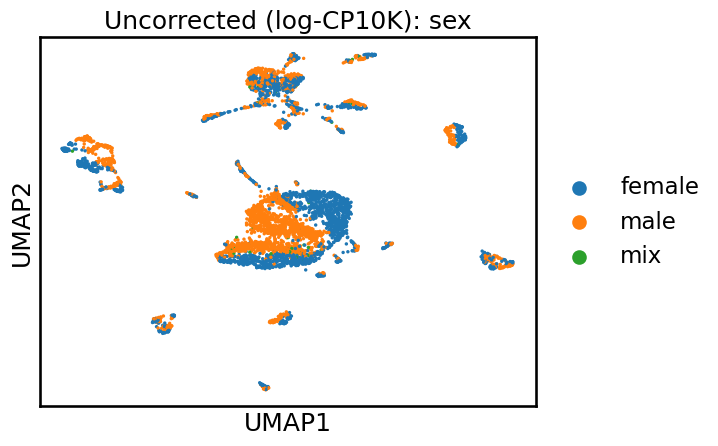 Uncorrected (log-CP10K): sex
UMAP2
female
male
mix
UMAP1